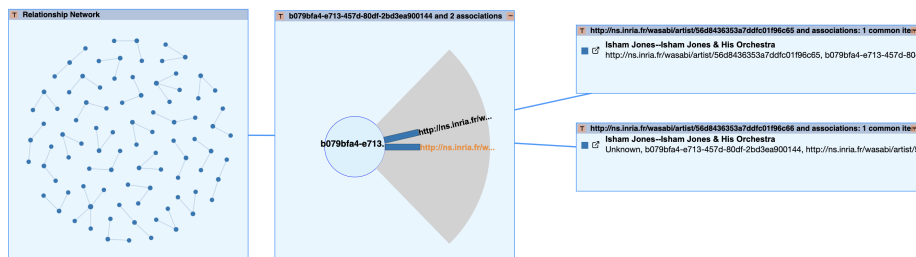 T Relationship Network
T b079bfa4-e713-457d-80df-2bd3ea900144 and 2 associations −
b079bfa4-e713.
http://ns.inria.fr/w...
http://ns.inria.fr/w...
T http://ns.inria.fr/wasabi/artist/56d8436353a7ddfc01f96c65 and associations: 1 common ite
Isham Jones--Isham Jones & His Orchestra
http://ns.inria.fr/wasabi/artist/56d8436353a7ddfc01f96c65, b079bfa4-e713-457d-80
T http://ns.inria.fr/wasabi/artist/56d8436353a7ddfc01f96c66 and associations: 1 common ite
Isham Jones--Isham Jones & His Orchestra
Unknown, b079bfa4-e713-457d-80df-2bd3ea900144, http://ns.inria.fr/wasabi/artist/